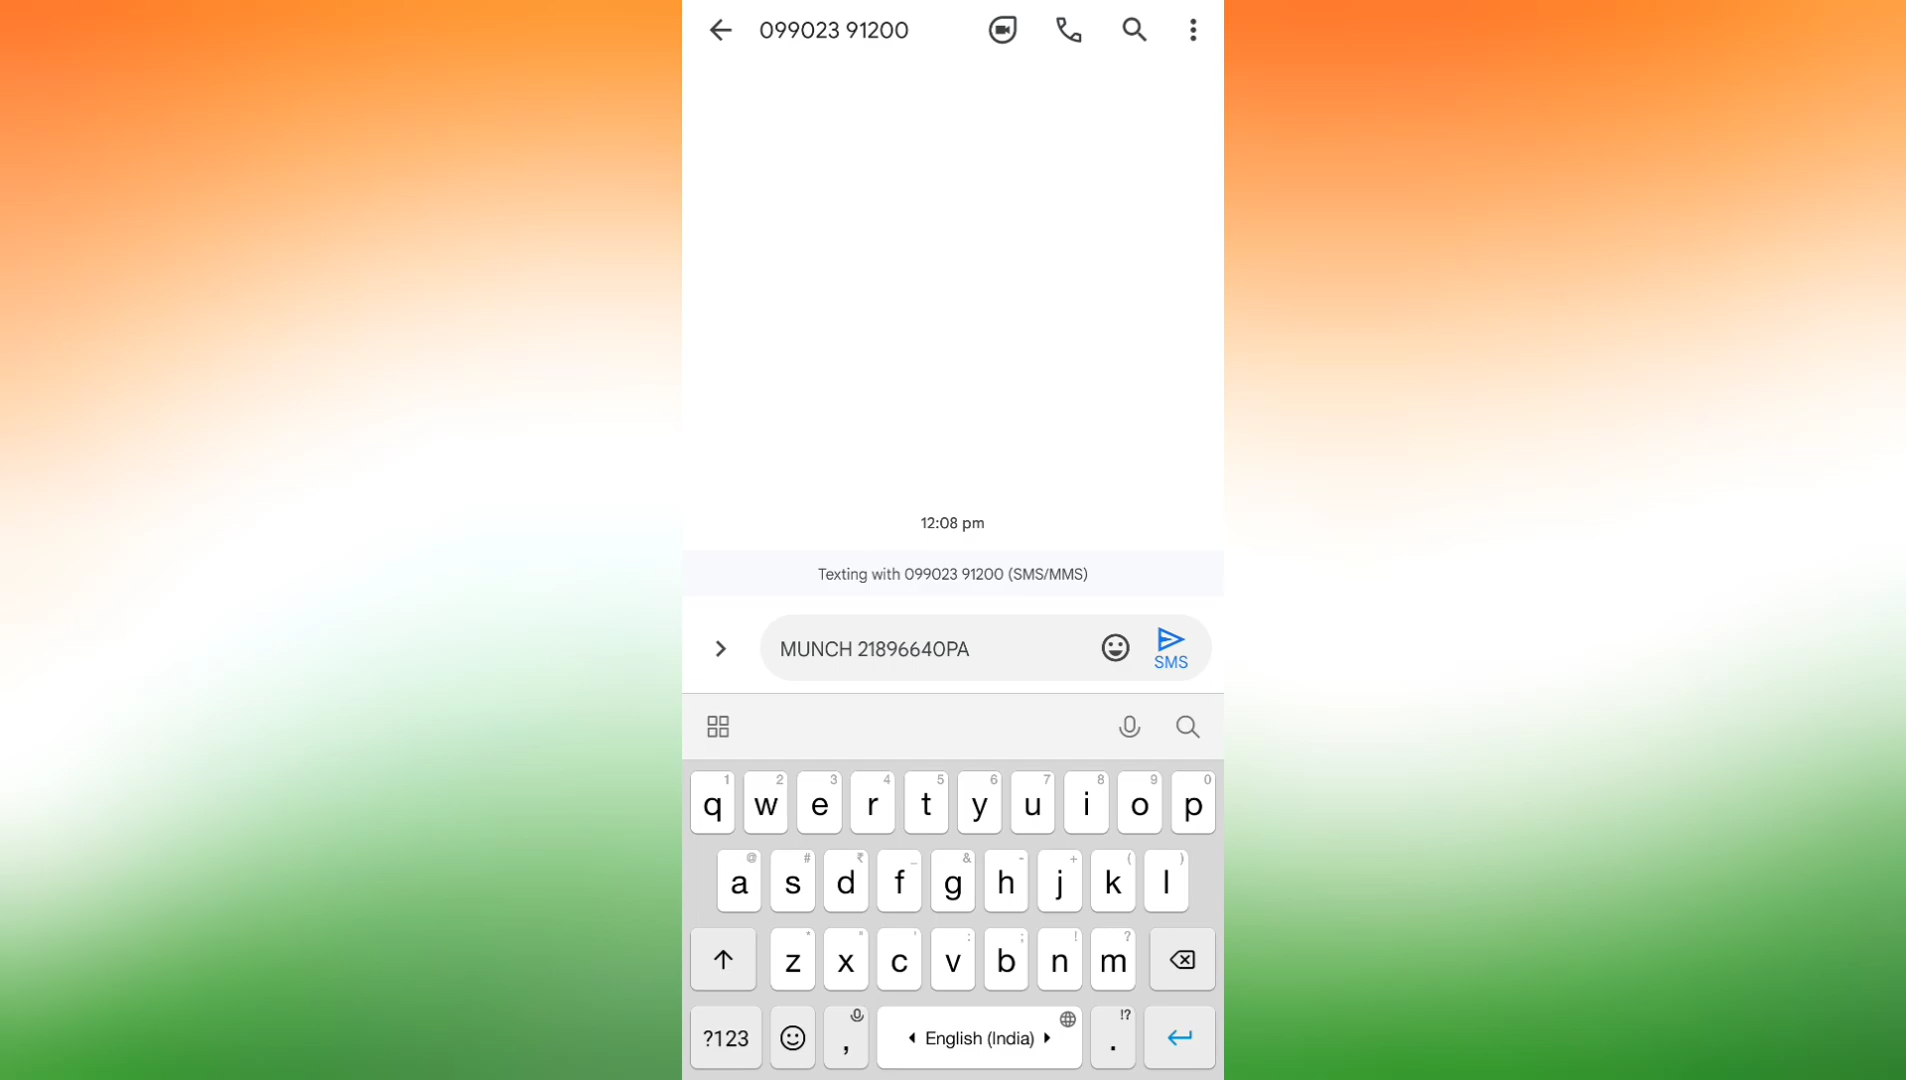 099023 91200
12:08 pm
Texting with 099023 91200 (SMS/MMS)
MUNCH 21896640PA
SMS
1 2 3 4 5 6 7 8 9 0
q w e r t y u i o p
@ # ₹ _ & - + ( )
a s d f g h j k l
* " ' : ; ! ?
z x c v b n m
!?
?123 , English (India) .